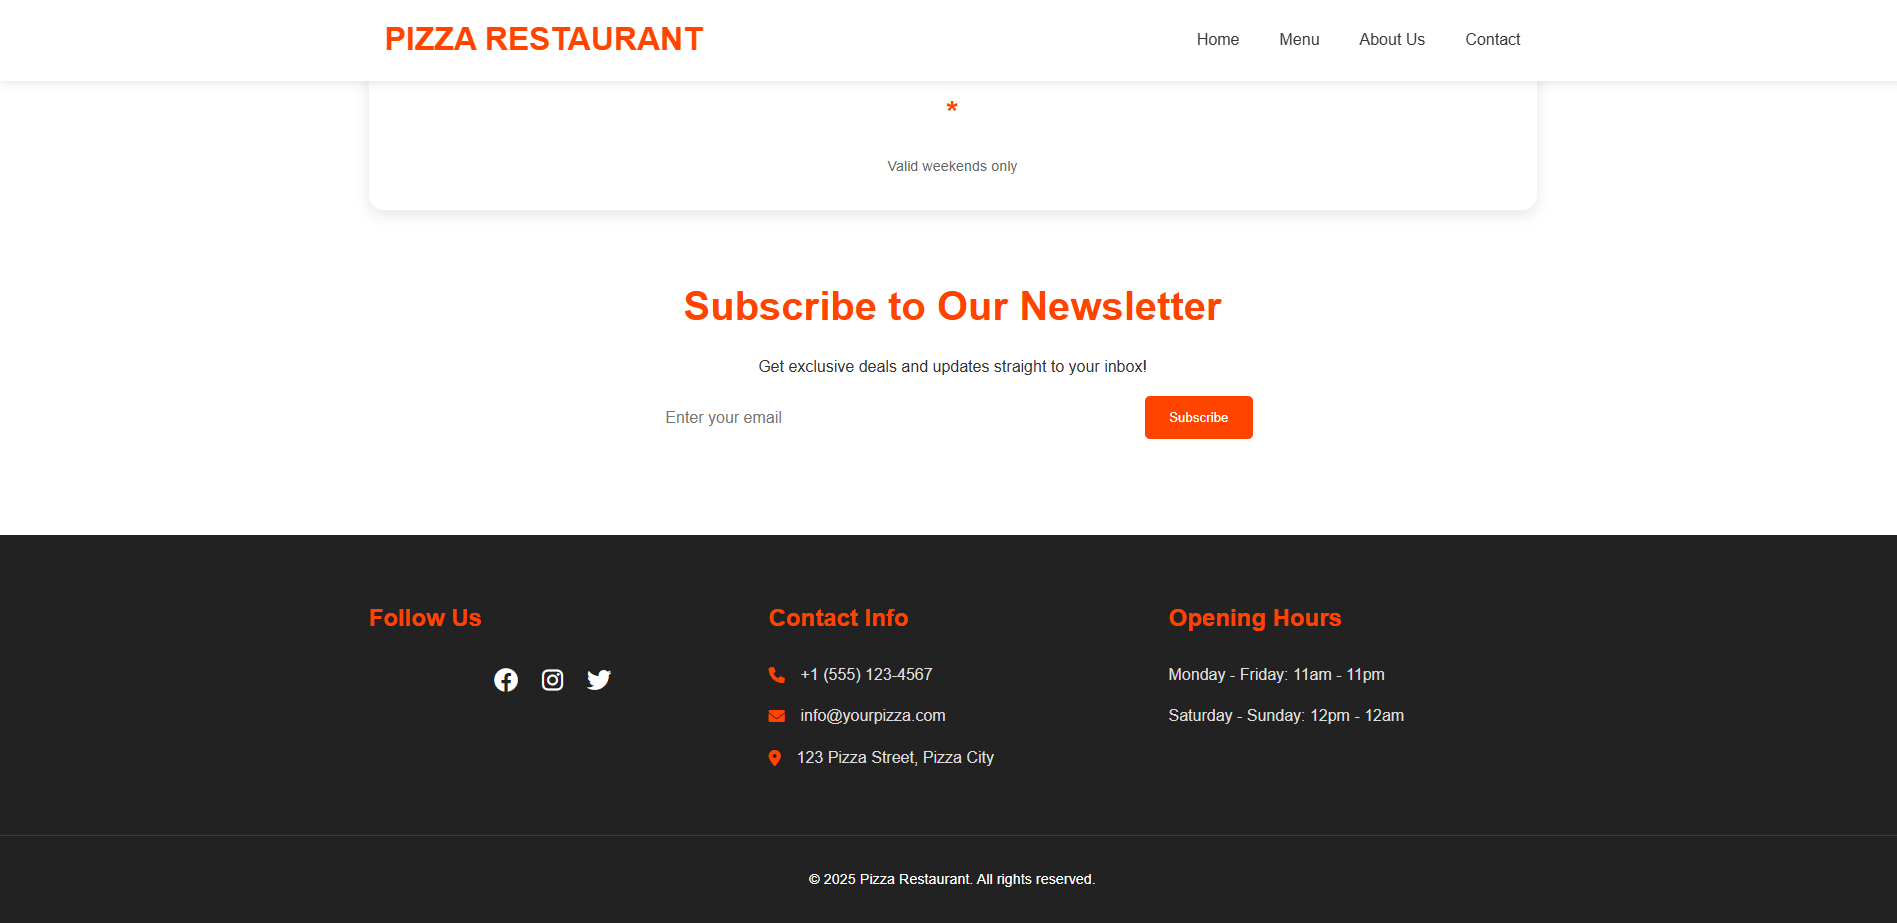 PIZZA RESTAURANT
Home Menu About Us Contact
*
Valid weekends only
Subscribe to Our Newsletter
Get exclusive deals and updates straight to your inbox!
Enter your email Subscribe
Follow Us
Contact Info
+1 (555) 123-4567
info@yourpizza.com
123 Pizza Street, Pizza City
Opening Hours
Monday - Friday: 11am - 11pm
Saturday - Sunday: 12pm - 12am
© 2025 Pizza Restaurant. All rights reserved.